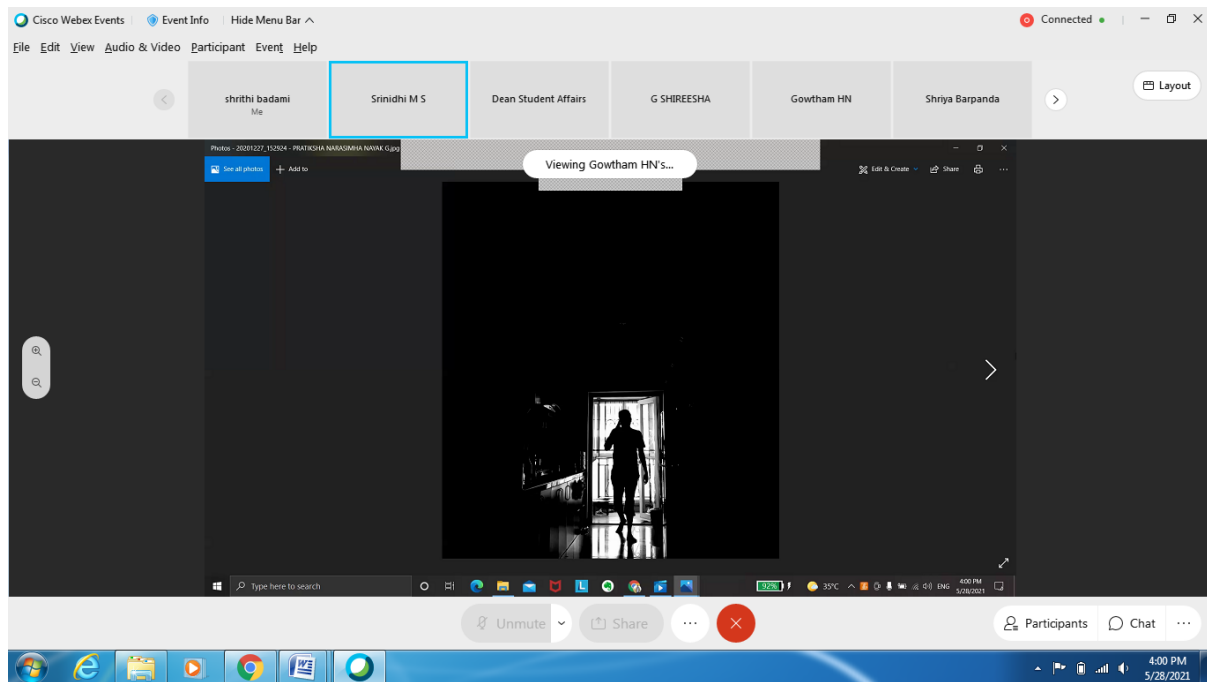 Cisco Webex Events Event Info Hide Menu Bar Connected
File Edit View Audio & Video Participant Event Help
shrithi badami Srinidhi M S Dean Student Affairs G SHIREESHA Gowtham HN Shriya Barpanda Layout
Me
Photos - 20201227_152924 - PRATIKSHA NARASIMHA NAYAK G.jpg
Viewing Gowtham HN's...
See all photos + Add to Edit & Create Share ...
Type here to search 92% 35°C ENG 4:00 PM
5/28/2021
Unmute Share ... Participants Chat ...
4:00 PM
5/28/2021